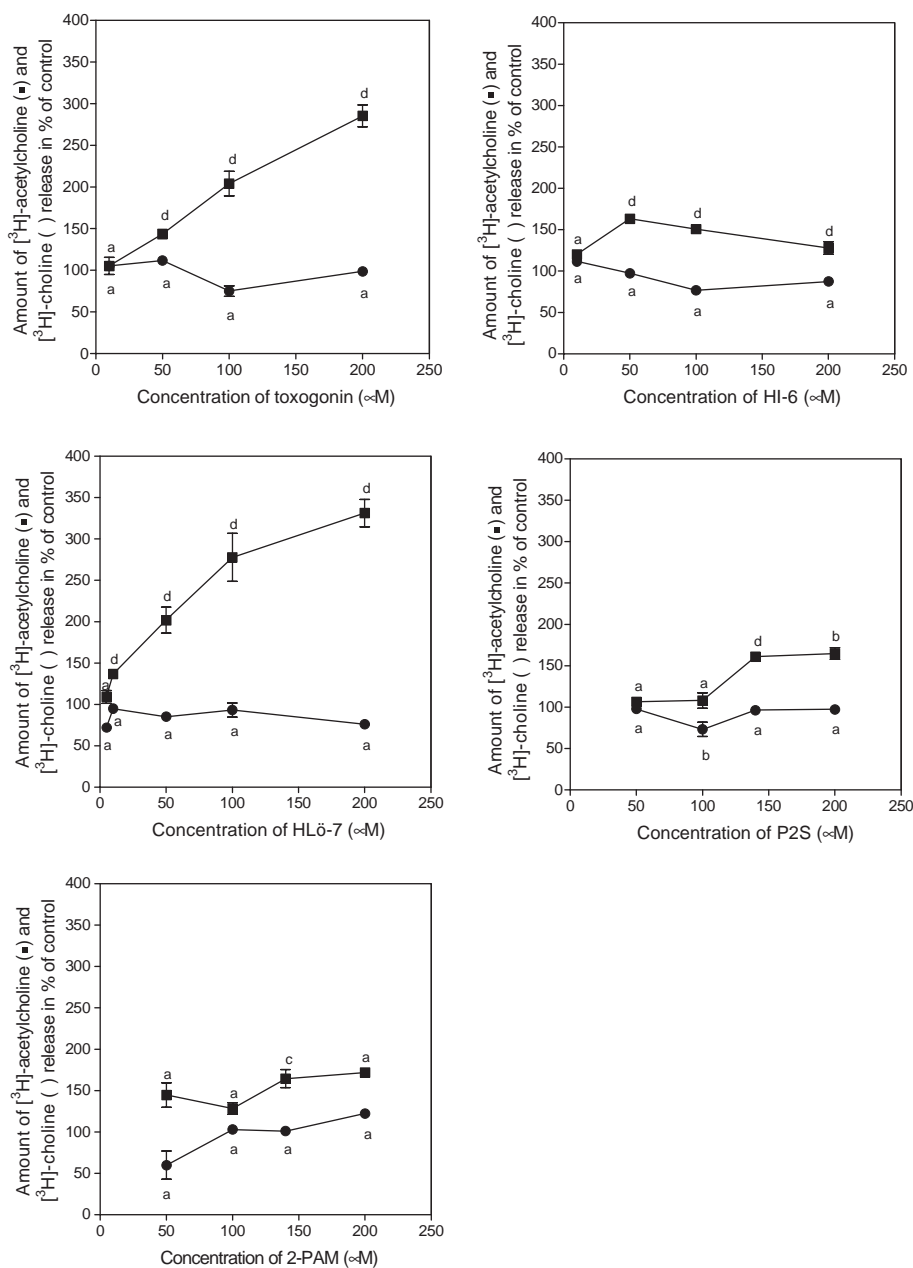 Amount of [³H]-acetylcholine (▪) and
[³H]-choline ( ) release in % of control
400
350
300
250
200
150
100
50
0
a
d
d
d
a
a
a
a
0 50 100 150 200 250
Concentration of toxogonin (∝M)
Amount of [³H]-acetylcholine (▪) and
[³H]-choline ( ) release in % of control
400
350
300
250
200
150
100
50
0
a
d
d
d
a
a
a
a
0 50 100 150 200 250
Concentration of HI-6 (∝M)
Amount of [³H]-acetylcholine (▪) and
[³H]-choline ( ) release in % of control
400
350
300
250
200
150
100
50
0
a
d
d
d
d
a
a
a
a
a
0 50 100 150 200 250
Concentration of HLö-7 (∝M)
Amount of [³H]-acetylcholine (▪) and
[³H]-choline ( ) release in % of control
400
350
300
250
200
150
100
50
0
a
a
d
b
a
b
a
a
0 50 100 150 200 250
Concentration of P2S (∝M)
Amount of [³H]-acetylcholine (▪) and
[³H]-choline ( ) release in % of control
400
350
300
250
200
150
100
50
0
a
a
c
a
a
a
a
a
0 50 100 150 200 250
Concentration of 2-PAM (∝M)